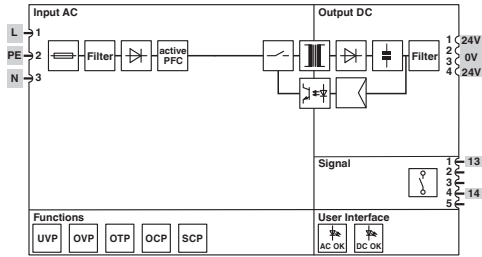 Input AC
Output DC
L 1
PE 2
N 3
Filter
active
PFC
Filter
1 24V
2
0V
3
4 24V
Signal
1 13
2
3
4 14
5
Functions
UVP OVP OTP OCP SCP
User Interface
AC OK DC OK